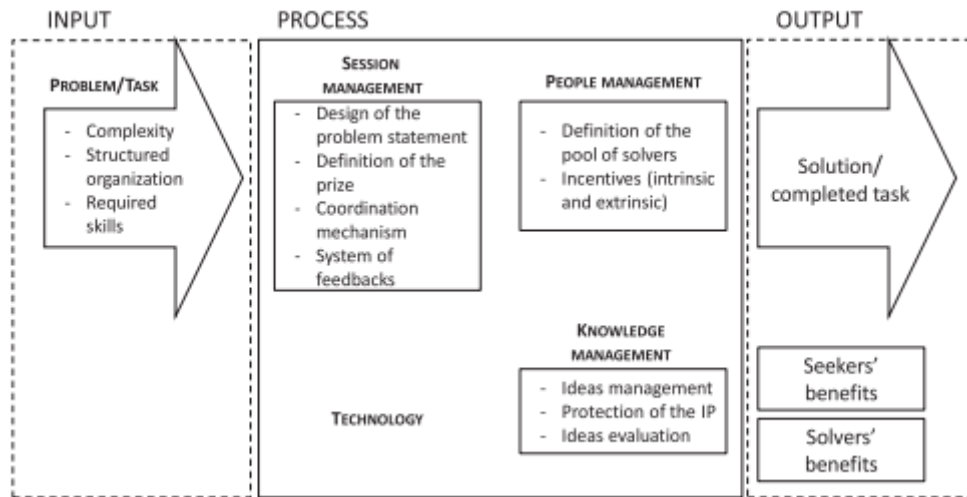 INPUT
PROBLEM/TASK
- Complexity
- Structured
organization
- Required
skills
PROCESS
SESSION
MANAGEMENT
- Design of the
problem statement
- Definition of the
prize
- Coordination
mechanism
- System of
feedbacks
PEOPLE MANAGEMENT
- Definition of the
pool of solvers
- Incentives (intrinsic
and extrinsic)
TECHNOLOGY
KNOWLEDGE
MANAGEMENT
- Ideas management
- Protection of the IP
- Ideas evaluation
OUTPUT
Solution/
completed task
Seekers'
benefits
Solvers'
benefits